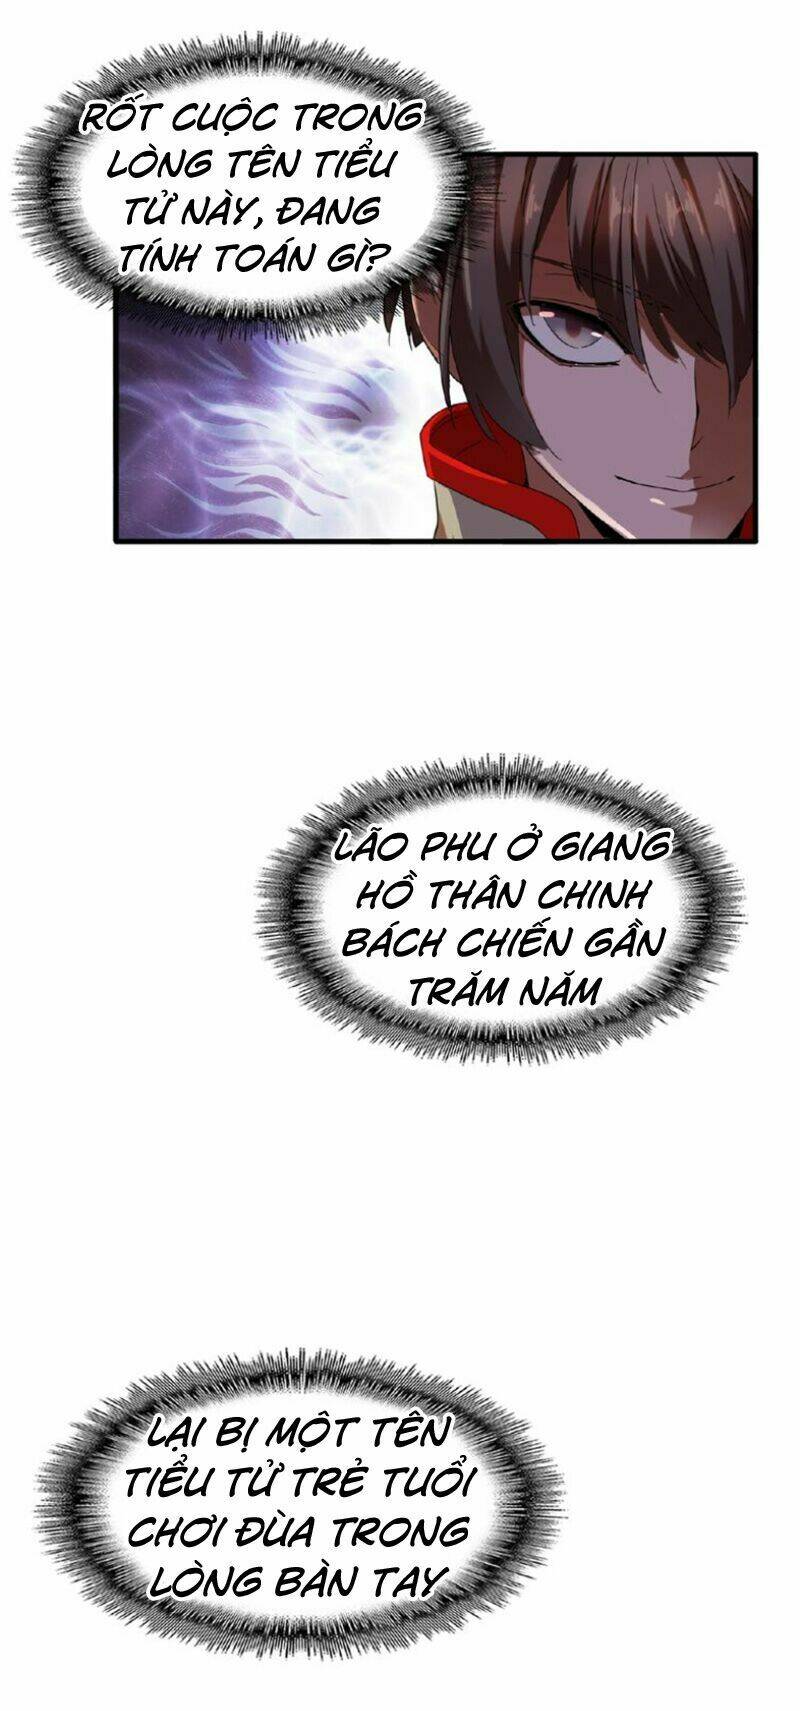 RỐT CUỘC TRONG
LÒNG TÊN TIỂU
TỬ NÀY, ĐANG
TÍNH TOÁN GÌ?
LÃO PHU Ở GIANG
HỒ THÂN CHINH
BÁCH CHIẾN GẦN
TRĂM NĂM
LẠI BỊ MỘT TÊN
TIỂU TỬ TRẺ TUỔI
CHƠI ĐÙA TRONG
LÒNG BÀN TAY